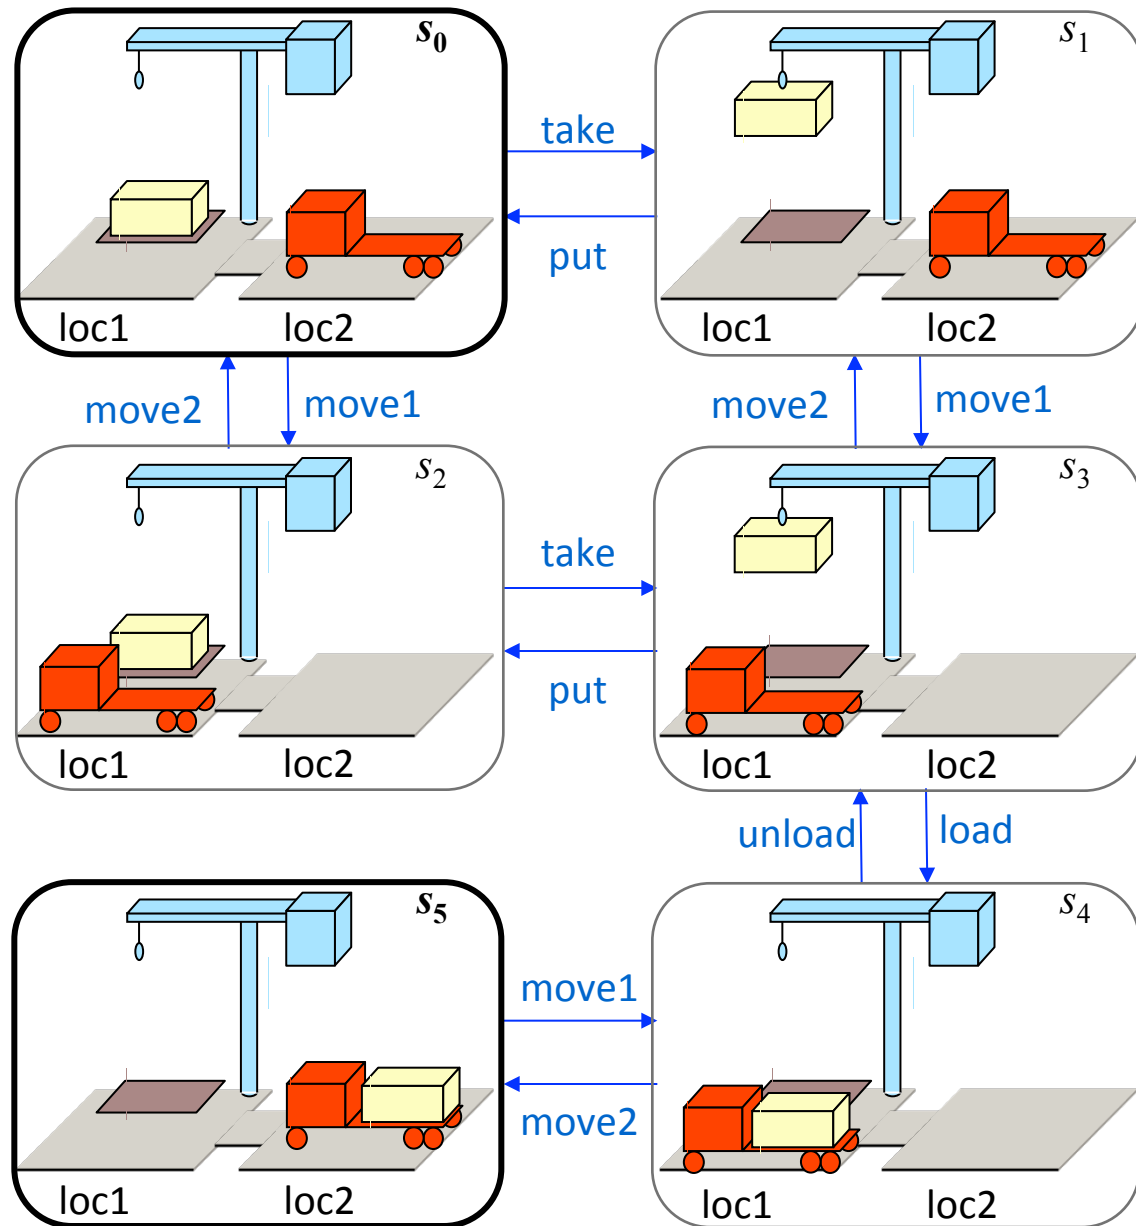 s0
s1
take
put
loc1 loc2
loc1 loc2
move2 move1
move2 move1
s2
s3
take
put
loc1 loc2
loc1 loc2
unload load
s5
s4
move1
move2
loc1 loc2
loc1 loc2